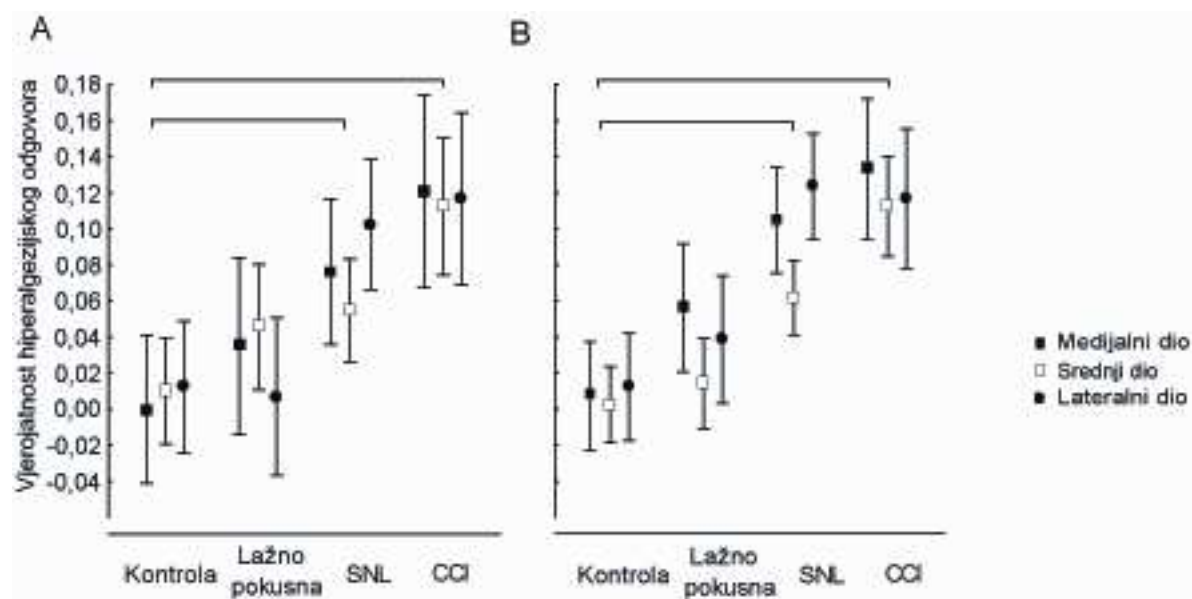 A
B
Vjerojatnost hiperalgezijskog odgovora
0,18
0,16
0,14
0,12
0,10
0,08
0,06
0,04
0,02
0,00
-0,02
-0,04
Kontrola
Lažno
pokusna
SNL
CCI
Kontrola
Lažno
pokusna
SNL
CCI
Medijalni dio
Srednji dio
Lateralni dio